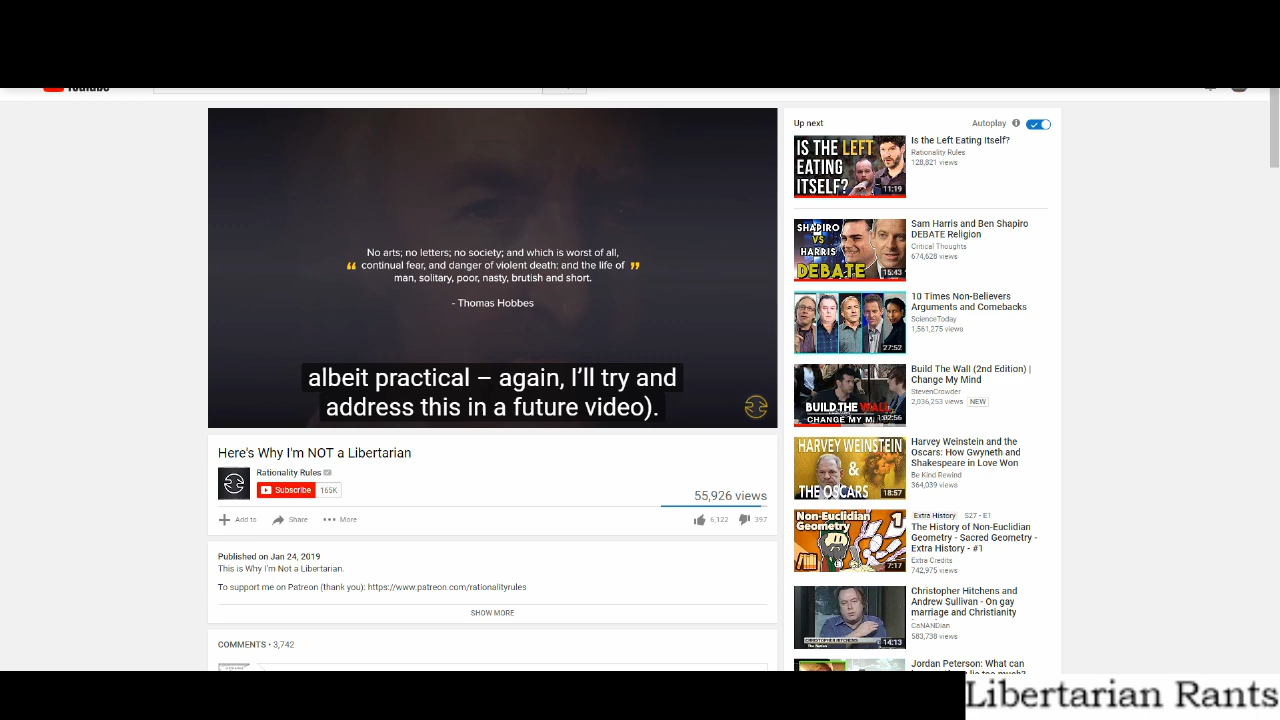 Up next
Autoplay
No arts; no letters; no society; and which is worst of all,
“ continual fear, and danger of violent death: and the life of ”
man, solitary, poor, nasty, brutish and short.
- Thomas Hobbes
albeit practical – again, I’ll try and
address this in a future video).
Here's Why I'm NOT a Libertarian
Rationality Rules
Subscribe 165K
55,926 views
Add to Share More
6,122 397
Published on Jan 24, 2019
This is Why I'm Not a Libertarian.
To support me on Patreon (thank you): https://www.patreon.com/rationalityrules
SHOW MORE
COMMENTS • 3,742
IS THE LEFT
EATING
ITSELF?
11:19
Is the Left Eating Itself?
Rationality Rules
128,821 views
SHAPIRO
VS
HARRIS
DEBATE
15:43
Sam Harris and Ben Shapiro
DEBATE Religion
Critical Thoughts
674,628 views
27:52
10 Times Non-Believers
Arguments and Comebacks
ScienceToday
1,561,275 views
BUILD THE WALL
CHANGE MY M
1:02:56
Build The Wall (2nd Edition) |
Change My Mind
StevenCrowder
2,036,253 views NEW
HARVEY WEINSTEIN
&
THE OSCARS
18:57
Harvey Weinstein and the
Oscars: How Gwyneth and
Shakespeare in Love Won
Be Kind Rewind
364,039 views
Non-Euclidian
Geometry
1
7:17
Extra History S27 • E1
The History of Non-Euclidian
Geometry - Sacred Geometry -
Extra History - #1
Extra Credits
742,975 views
14:13
Christopher Hitchens and
Andrew Sullivan - On gay
marriage and Christianity
CaNANDian
583,738 views
Jordan Peterson: What can
Libertarian Rants